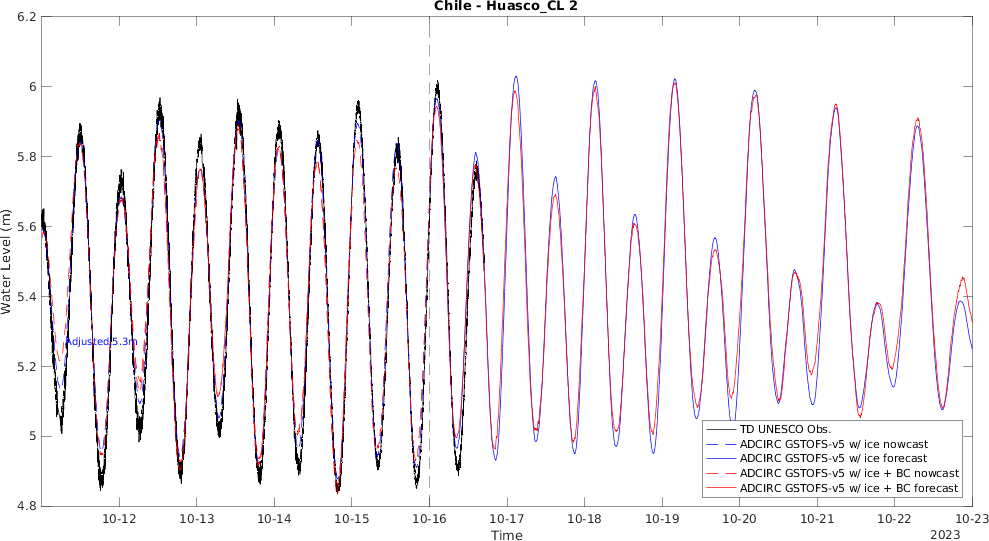 Chile - Huasco_CL 2
6.2
6
5.8
5.6
5.4
5.2
5
4.8
Water Level (m)
Adjusted 5.3m
TD UNESCO Obs.
ADCIRC GSTOFS-v5 w/ ice nowcast
ADCIRC GSTOFS-v5 w/ ice forecast
ADCIRC GSTOFS-v5 w/ ice + BC nowcast
ADCIRC GSTOFS-v5 w/ ice + BC forecast
10-12 10-13 10-14 10-15 10-16 10-17 10-18 10-19 10-20 10-21 10-22 10-23
Time
2023